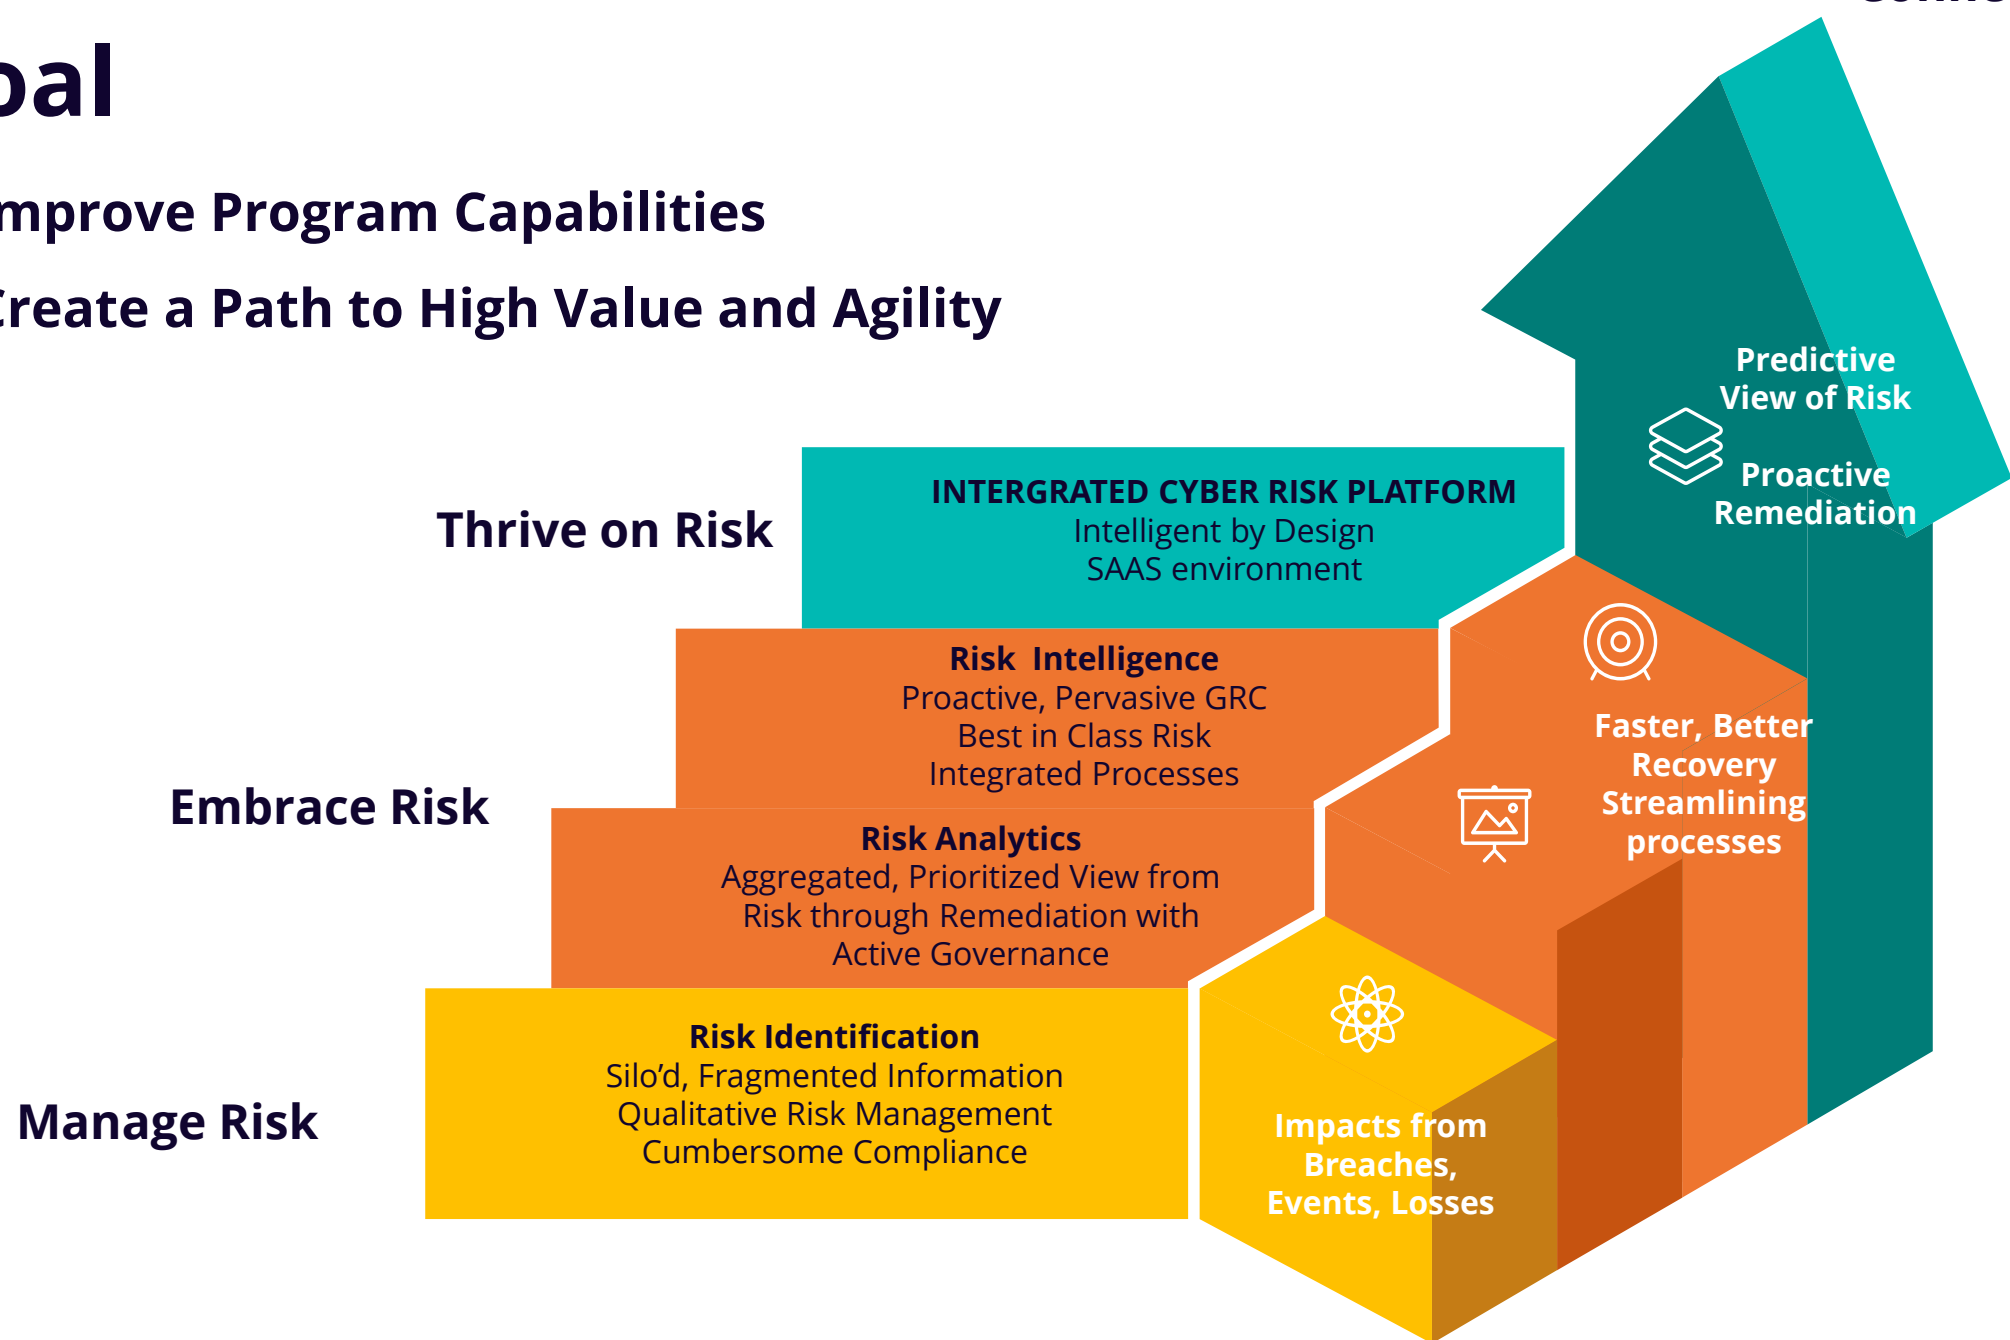 oal
mprove Program Capabilities
Create a Path to High Value and Agility
Predictive
View of Risk
Proactive
Remediation
Thrive on Risk
INTERGRATED CYBER RISK PLATFORM
Intelligent by Design
SAAS environment
Risk Intelligence
Proactive, Pervasive GRC
Best in Class Risk
Integrated Processes
Faster, Better
Recovery
Streamlining
processes
Embrace Risk
Risk Analytics
Aggregated, Prioritized View from
Risk through Remediation with
Active Governance
Risk Identification
Silo’d, Fragmented Information
Qualitative Risk Management
Cumbersome Compliance
Manage Risk
Impacts from
Breaches,
Events, Losses